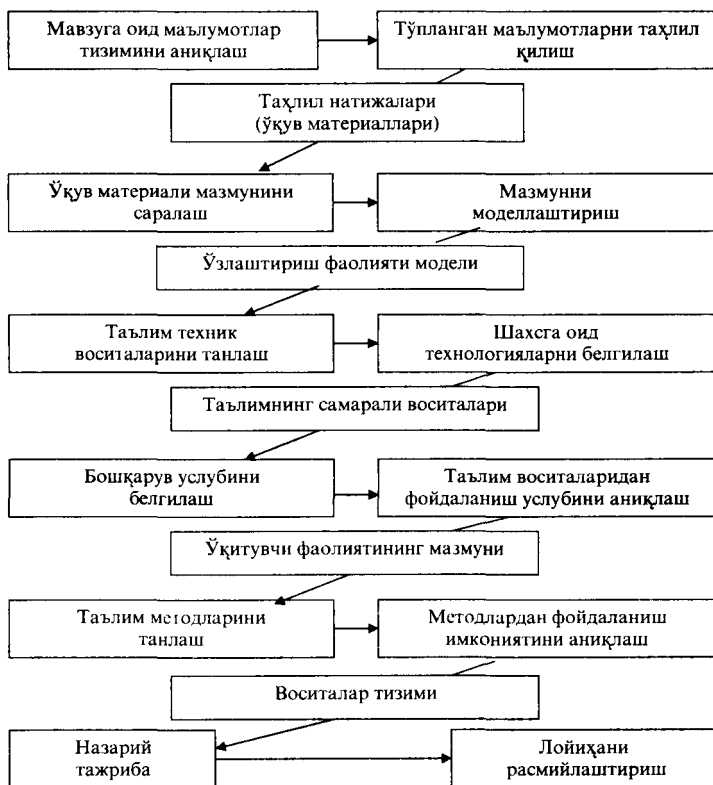 Мавзуга оид маълумотлар
тизимини аниқлаш
Тўпланган маълумотларни таҳлил
қилиш
Таҳлил натижалари
(ўқув материаллари)
Ўқув материали мазмунини
саралаш
Мазмунни
моделлаштириш
Ўзлаштириш фаолияти модели
Таълим техник
воситаларини танлаш
Шахсга оид
технологияларни белгилаш
Таълимнинг самарали воситалари
Бошқарув услубини
белгилаш
Таълим воситаларидан
фойдаланиш услубини аниқлаш
Ўқитувчи фаолиятининг мазмуни
Таълим методларини
танлаш
Методлардан фойдаланиш
имкониятини аниқлаш
Воситалар тизими
Назарий
тажриба
Лойиҳани
расмийлаштириш